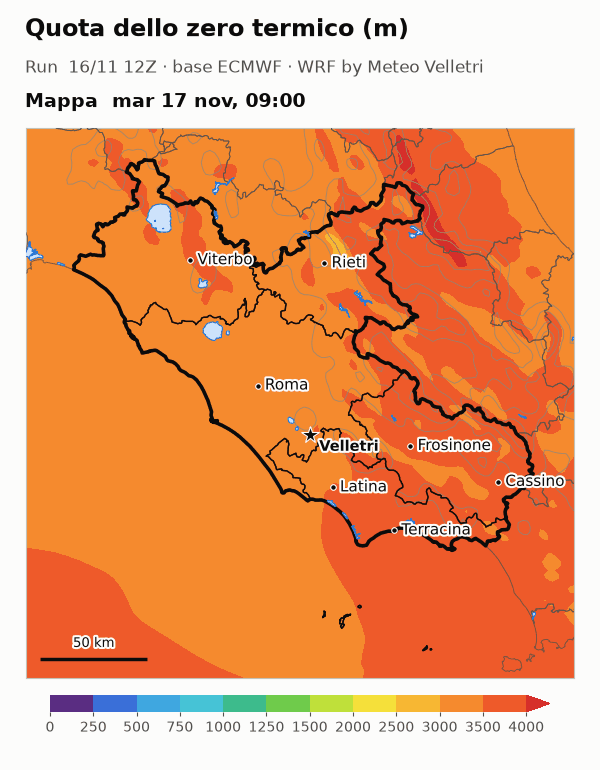 Quota dello zero termico (m)
Run  16/11 12Z · base ECMWF · WRF by Meteo Velletri
Mappa  mar 17 nov, 09:00
Viterbo
Rieti
Roma
Velletri
Frosinone
Cassino
Latina
Terracina
50 km
0 250 500 750 1000 1250 1500 2000 2500 3000 3500 4000